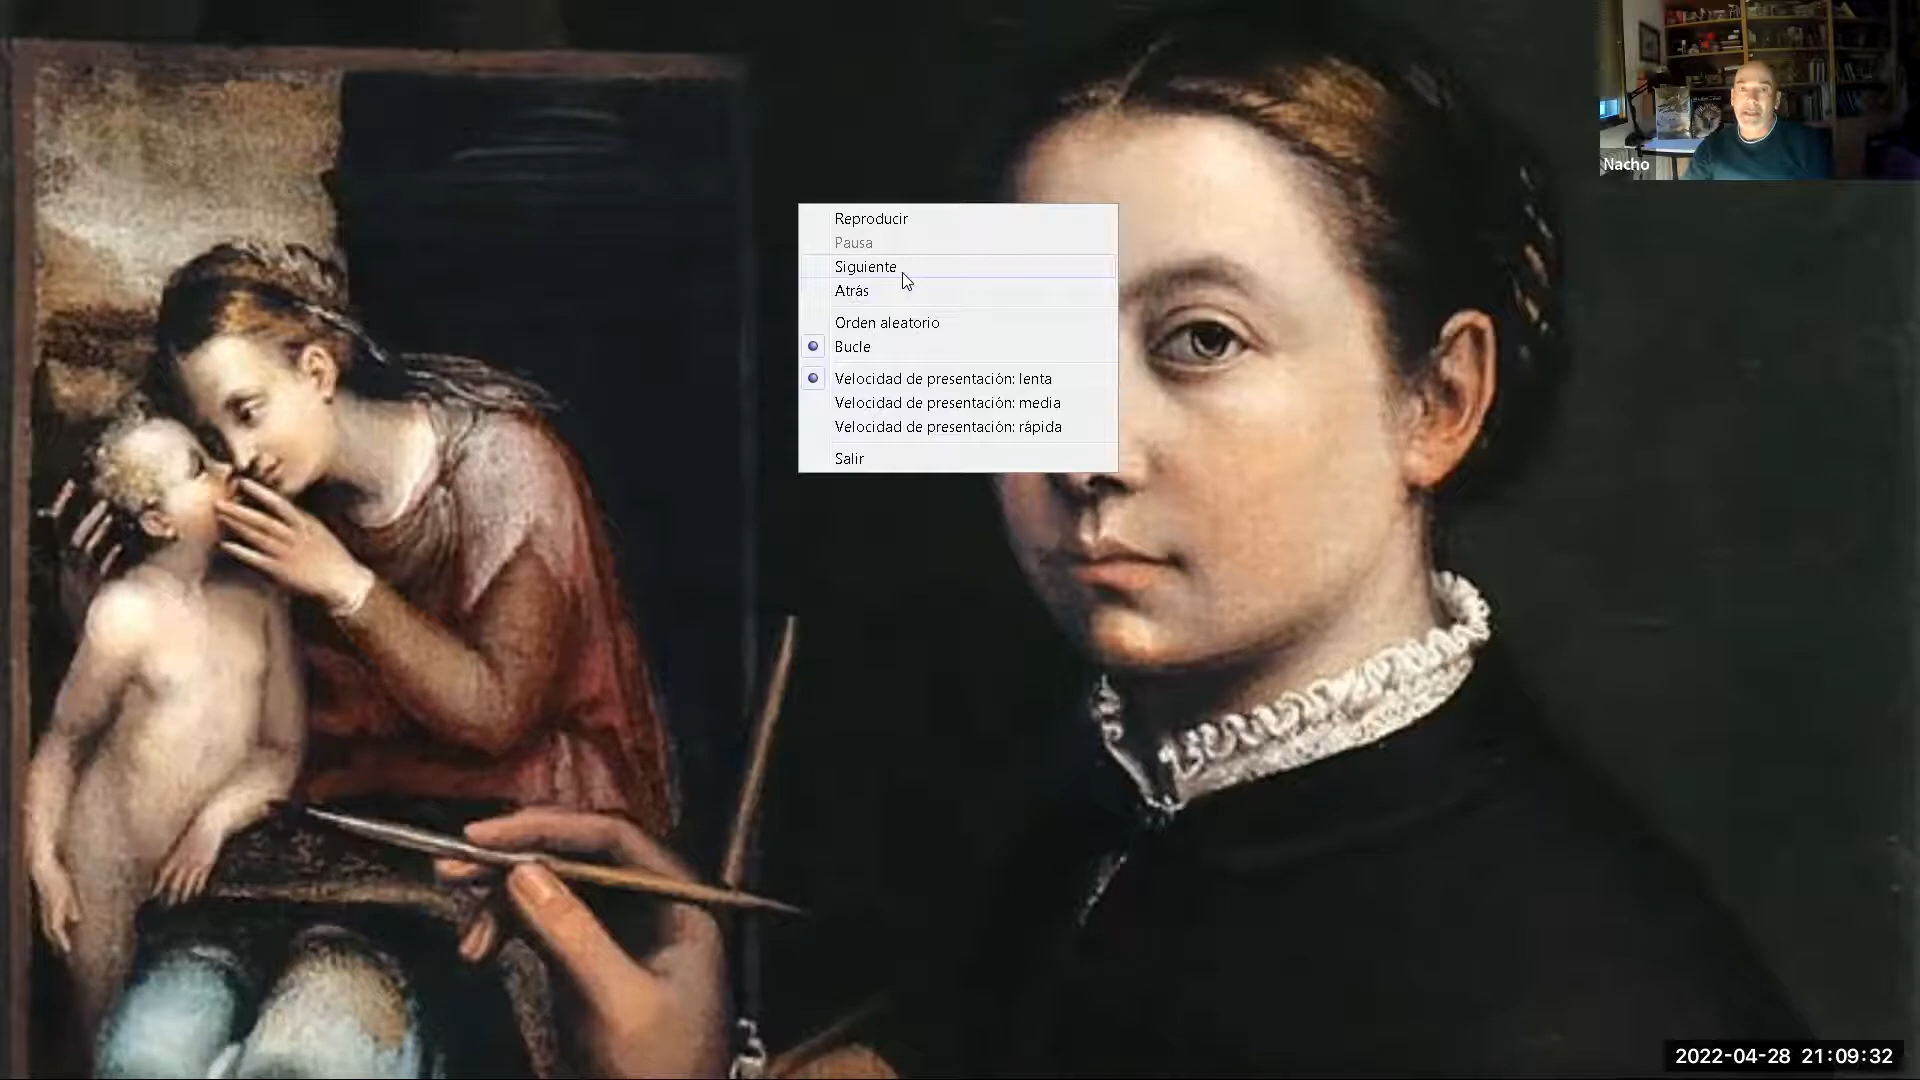 Nacho
Reproducir
Pausa
Siguiente
Atrás
Orden aleatorio
Bucle
Velocidad de presentación: lenta
Velocidad de presentación: media
Velocidad de presentación: rápida
Salir
2022-04-28 21:09:32